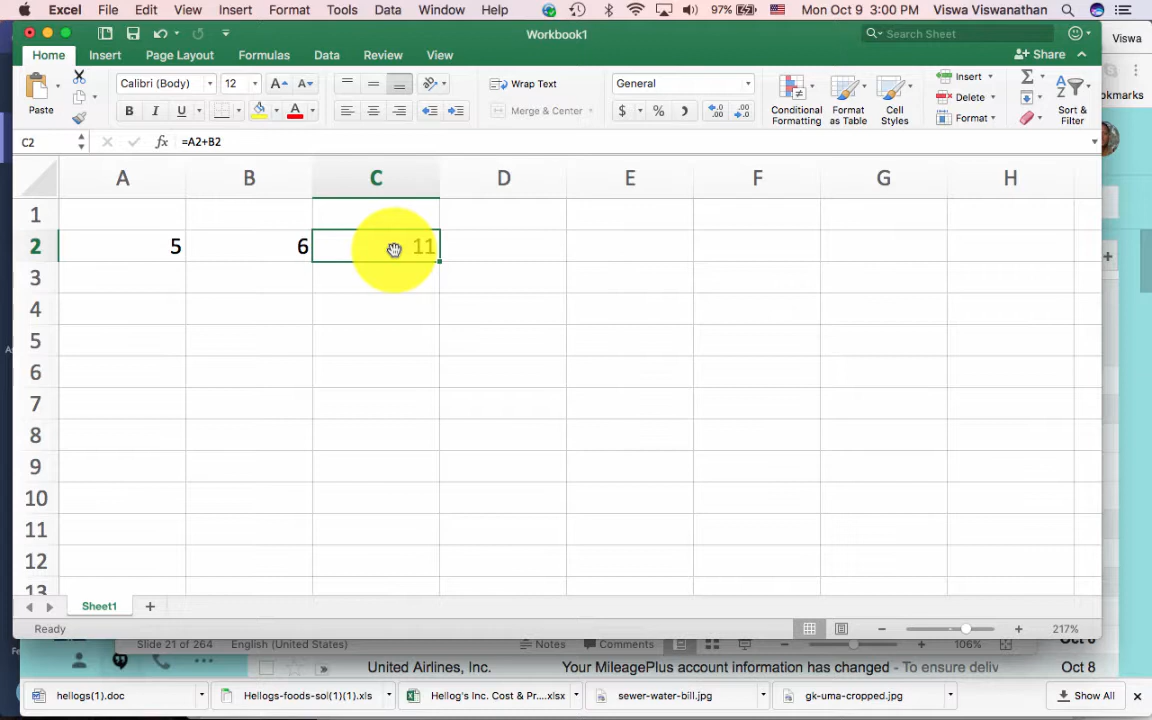 Excel File Edit View Insert Format Tools Data Window Help 97% Mon Oct 9 3:00 PM Viswa Viswanathan
Workbook1
Search Sheet
Viswa
Home Insert Page Layout Formulas Data Review View
Share
Paste
Calibri (Body) 12 A A
Wrap Text
General
Insert
B I U A
Merge & Center
$ %
Delete
Conditional Formatting
Format as Table
Cell Styles
Format
Sort & Filter
okmarks
C2 fx =A2+B2
A B C D E F G H
1
2 5 6 11
3
4
5
6
7
8
9
10
11
12
13
Sheet1
Ready
217%
Slide 21 of 264 English (United States) Notes Comments 106%
United Airlines, Inc. Your MileagePlus account information has changed - To ensure deliv Oct 8
hellogs(1).doc Hellogs-foods-sol(1)(1).xls Hellog's Inc. Cost & Pr....xlsx sewer-water-bill.jpg gk-uma-cropped.jpg Show All